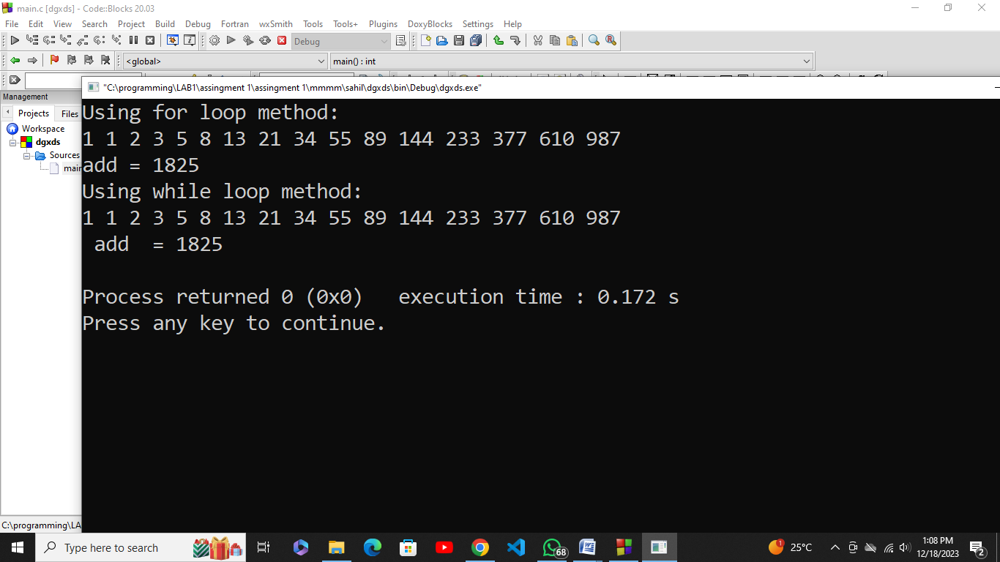 main.c [dgxds] - Code::Blocks 20.03
File Edit View Search Project Build Debug Fortran wxSmith Tools Tools+ Plugins DoxyBlocks Settings Help
Debug
<global> main() : int
"C:\programming\LAB1\assingment 1\assingment 1\mmmm\sahil\dgxds\bin\Debug\dgxds.exe"
Management
Projects Files
Workspace
dgxds
Sources
main
Using for loop method:
1 1 2 3 5 8 13 21 34 55 89 144 233 377 610 987
add = 1825
Using while loop method:
1 1 2 3 5 8 13 21 34 55 89 144 233 377 610 987
add  = 1825
Process returned 0 (0x0)   execution time : 0.172 s
Press any key to continue.
C:\programming\LA
Type here to search
68
1
25°C
1:08 PM
12/18/2023
2